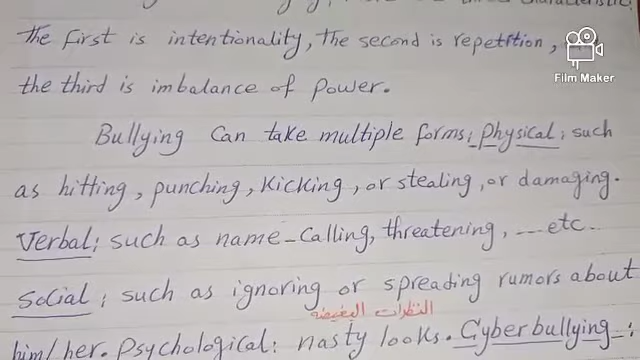 The first is intentionality, The second is repetition,
the third is imbalance of power.
Film Maker
Bullying can take multiple forms; Physical; such
as hitting, punching, kicking, or stealing, or damaging.
Verbal; such as name-calling, threatening, --- etc.
Social; such as ignoring or spreading rumors about
النظرات البغيضة
him/her. Psychological: nasty looks. Cyberbullying: